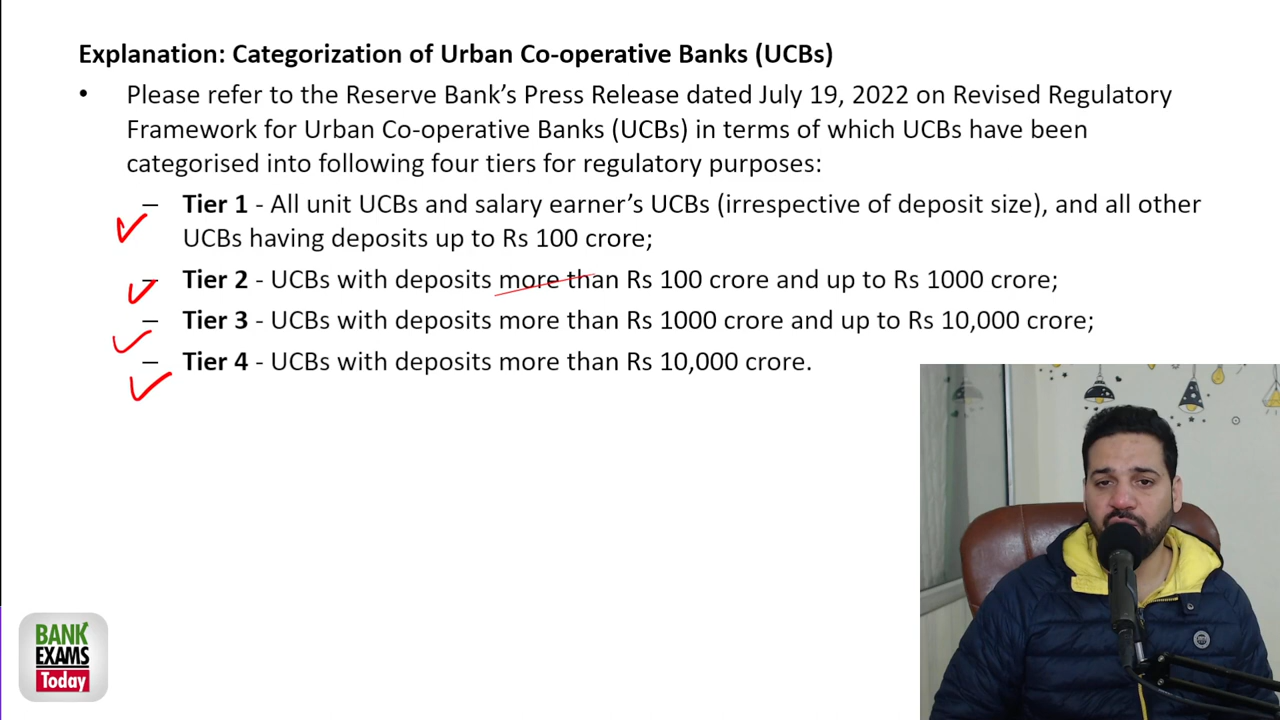 Explanation: Categorization of Urban Co-operative Banks (UCBs)
• Please refer to the Reserve Bank's Press Release dated July 19, 2022 on Revised Regulatory
Framework for Urban Co-operative Banks (UCBs) in terms of which UCBs have been
categorised into following four tiers for regulatory purposes:
– Tier 1 - All unit UCBs and salary earner's UCBs (irrespective of deposit size), and all other
UCBs having deposits up to Rs 100 crore;
– Tier 2 - UCBs with deposits more than Rs 100 crore and up to Rs 1000 crore;
– Tier 3 - UCBs with deposits more than Rs 1000 crore and up to Rs 10,000 crore;
– Tier 4 - UCBs with deposits more than Rs 10,000 crore.
BANK
EXAMS
Today